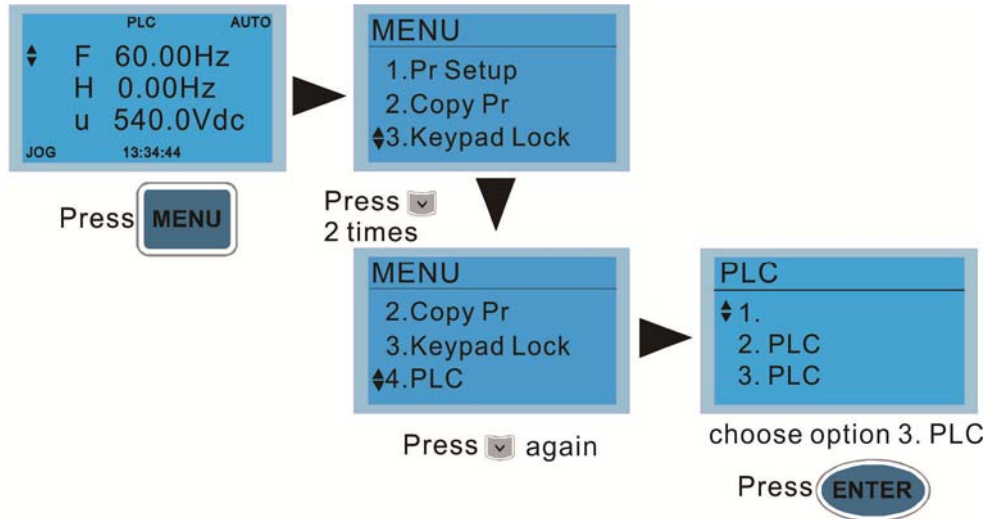 PLC AUTO
F 60.00Hz
H 0.00Hz
u 540.0Vdc
JOG 13:34:44
Press MENU
MENU
1.Pr Setup
2.Copy Pr
3.Keypad Lock
Press
2 times
MENU
2.Copy Pr
3.Keypad Lock
4.PLC
Press again
PLC
1.
2. PLC
3. PLC
choose option 3. PLC
Press ENTER